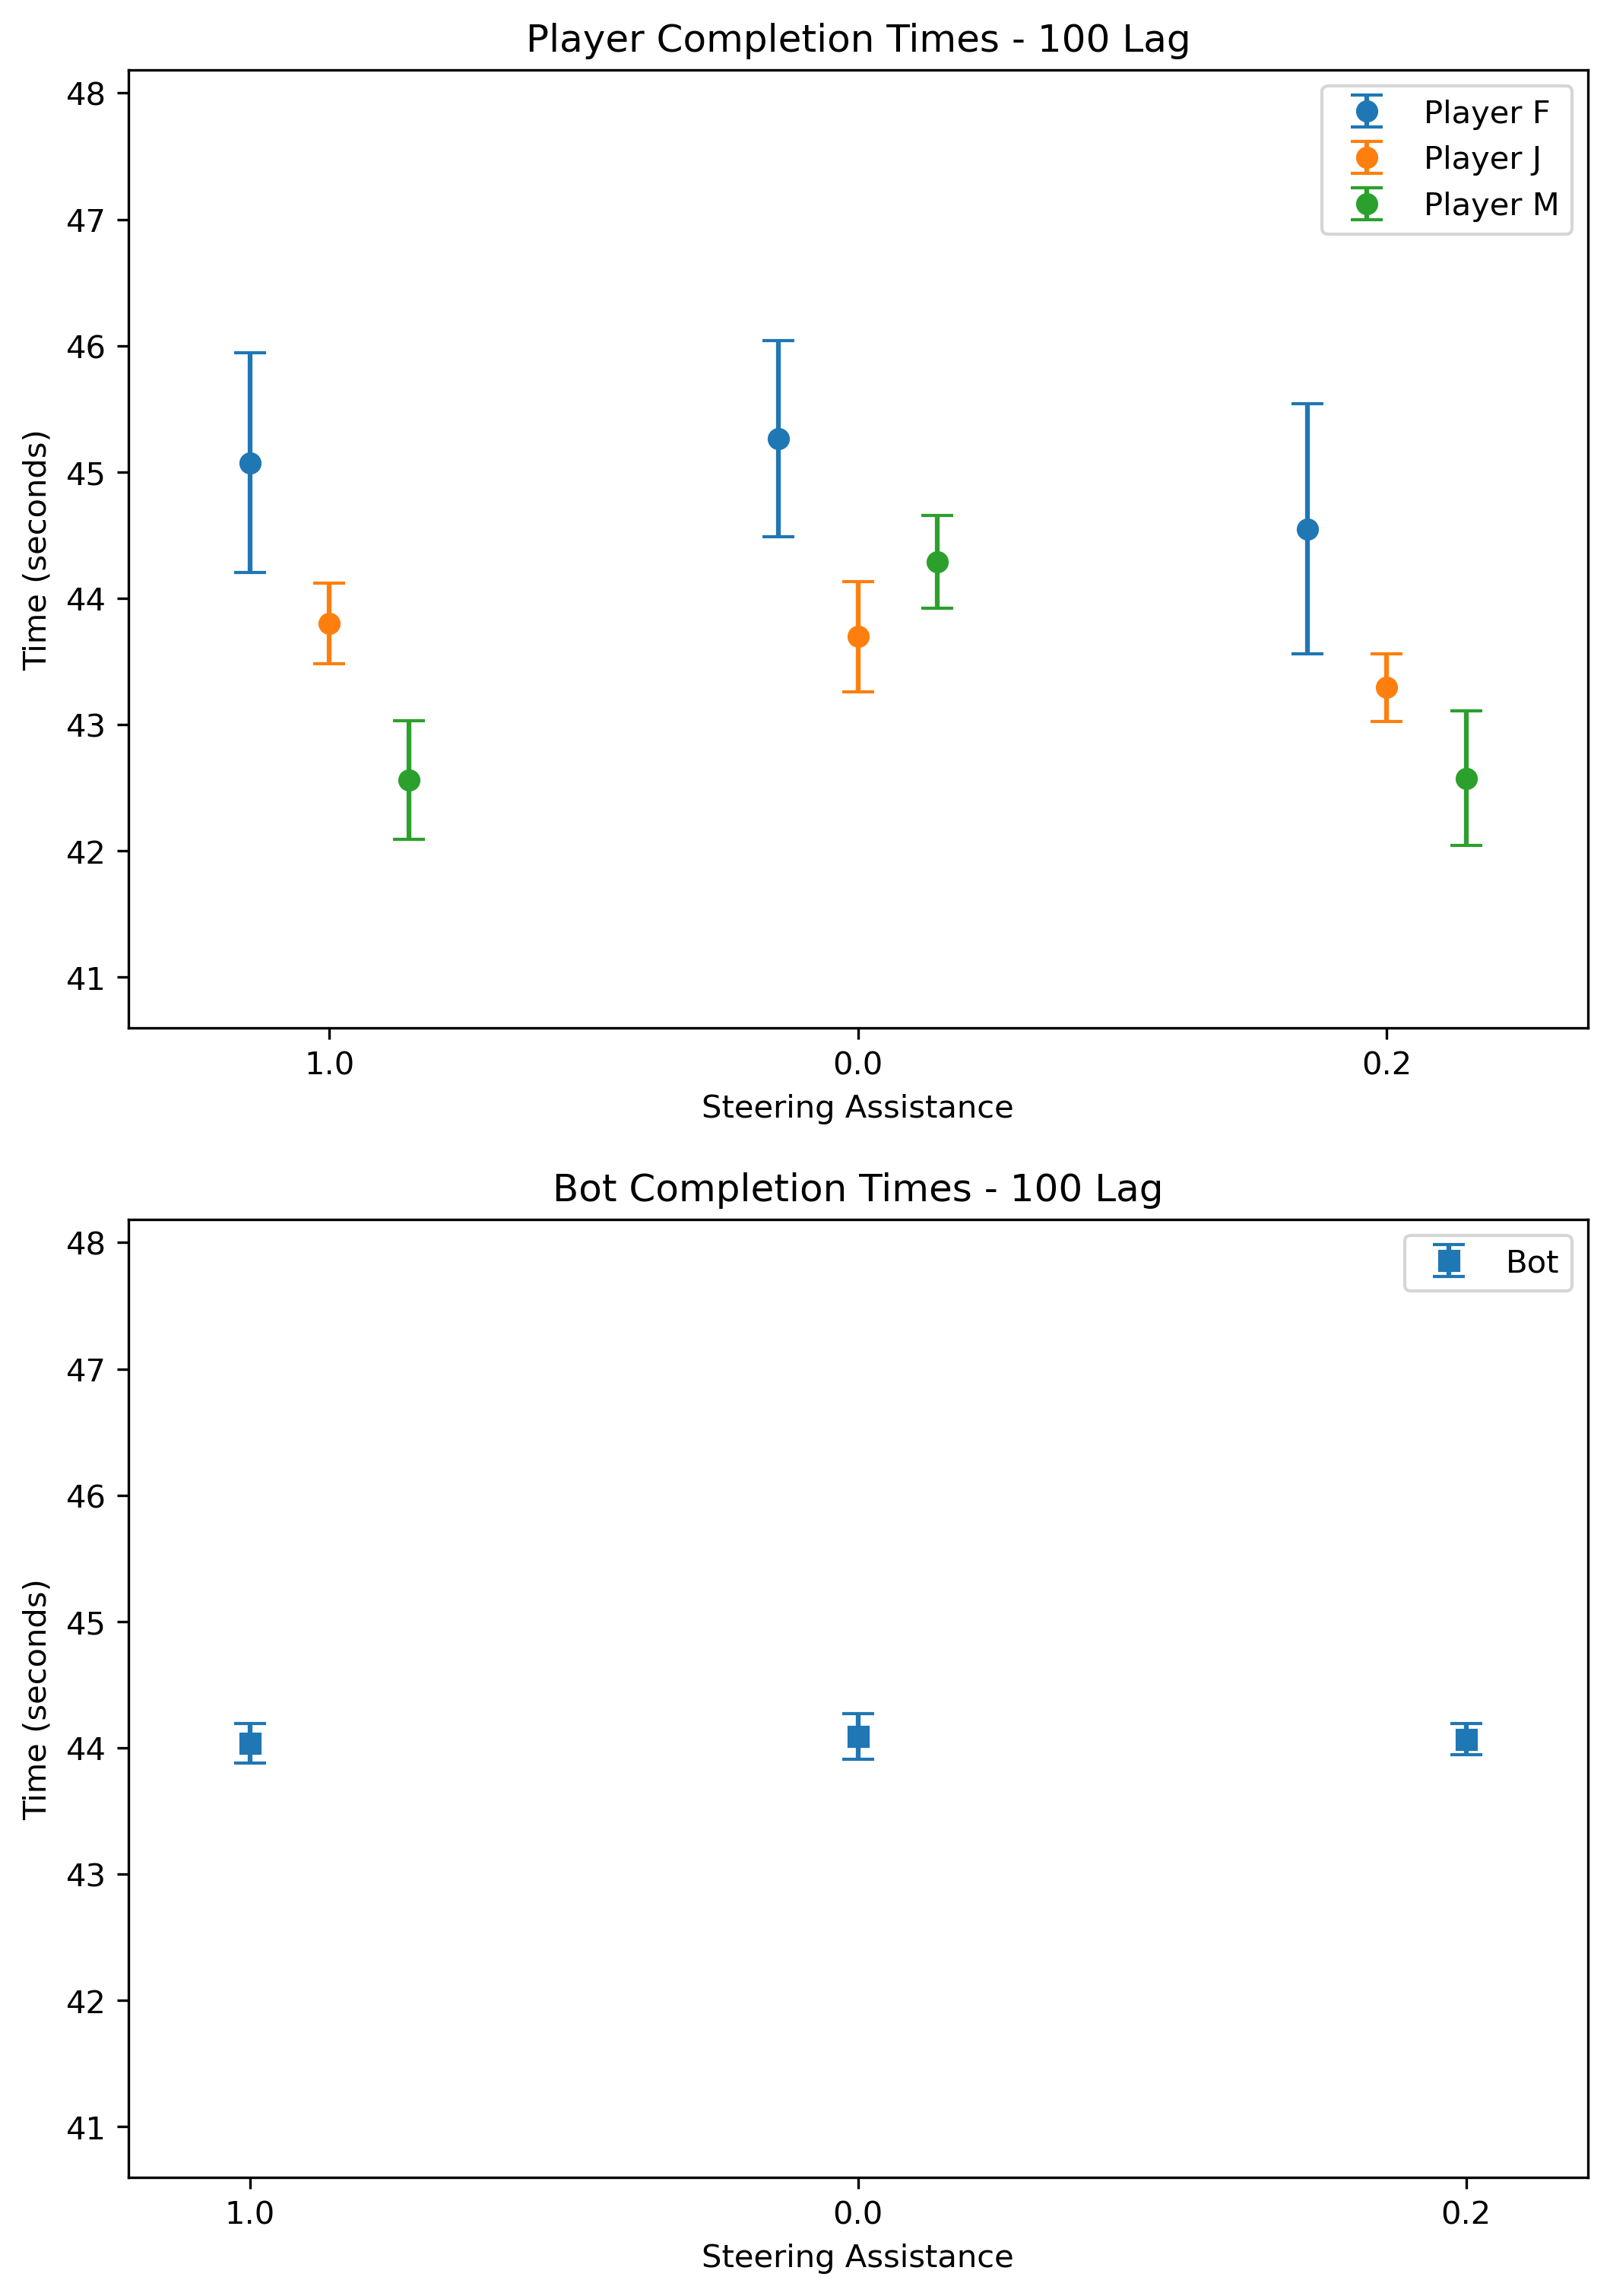 Player Completion Times - 100 Lag
48
47
46
45
44
43
42
41
Time (seconds)
Player F
Player J
Player M
1.0 0.0 0.2
Steering Assistance
Bot Completion Times - 100 Lag
48
47
46
45
44
43
42
41
Time (seconds)
Bot
1.0 0.0 0.2
Steering Assistance